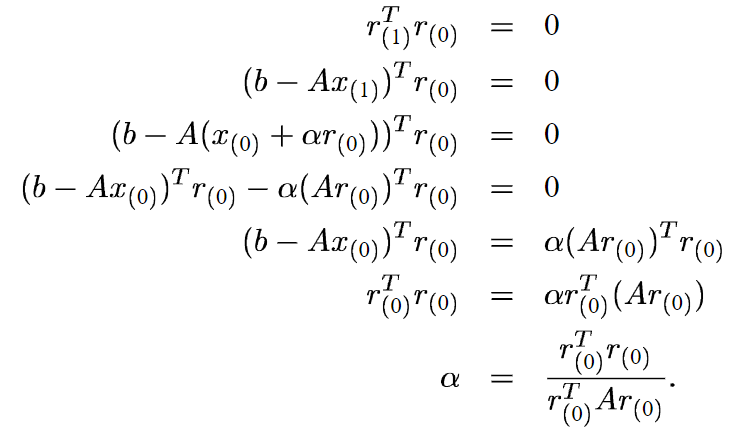 r_{(1)}^T r_{(0)} = 0
(b − Ax_{(1)})^T r_{(0)} = 0
(b − A(x_{(0)} + αr_{(0)}))^T r_{(0)} = 0
(b − Ax_{(0)})^T r_{(0)} − α(Ar_{(0)})^T r_{(0)} = 0
(b − Ax_{(0)})^T r_{(0)} = α(Ar_{(0)})^T r_{(0)}
r_{(0)}^T r_{(0)} = αr_{(0)}^T (Ar_{(0)})
α = \frac{r_{(0)}^T r_{(0)}}{r_{(0)}^T Ar_{(0)}}.